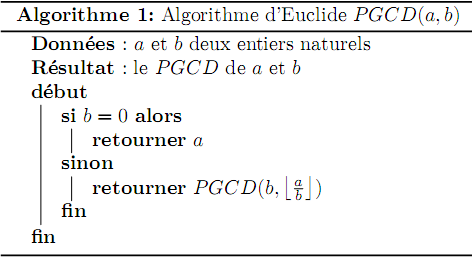 Algorithme 1: Algorithme d'Euclide PGCD(a, b)
Données : a et b deux entiers naturels
Résultat : le PGCD de a et b
début
si b = 0 alors
retourner a
sinon
retourner PGCD(b, ⌊a/b⌋)
fin
fin